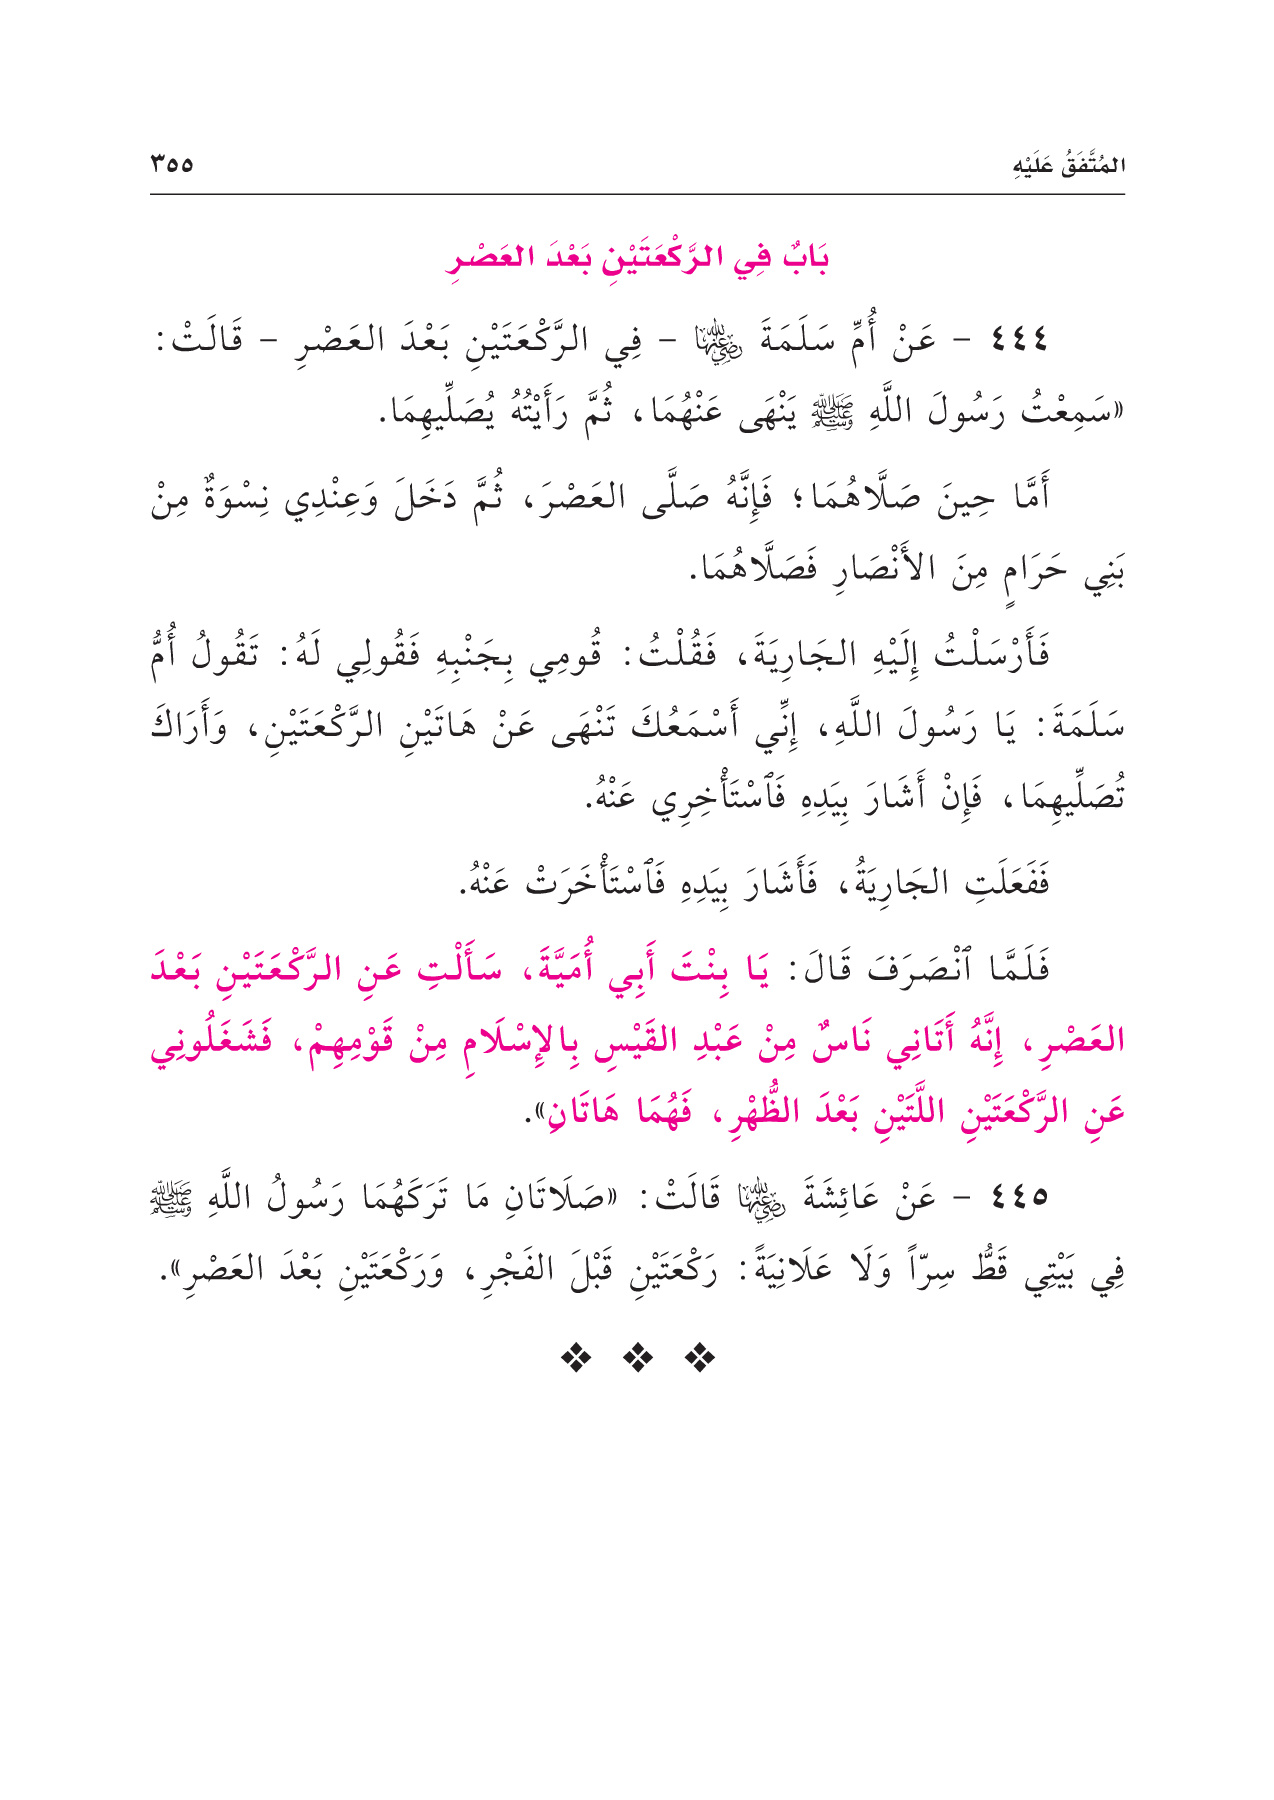 المُتَّفَقُ عَلَيْهِ ٣٥٥
بَابٌ فِي الرَّكْعَتَيْنِ بَعْدَ العَصْرِ
٤٤٤ - عَنْ أُمِّ سَلَمَةَ رضي الله عنها - فِي الرَّكْعَتَيْنِ بَعْدَ العَصْرِ - قَالَتْ:
«سَمِعْتُ رَسُولَ اللَّهِ ﷺ يَنْهَى عَنْهُمَا، ثُمَّ رَأَيْتُهُ يُصَلِّيهِمَا.
أَمَّا حِينَ صَلَّاهُمَا؛ فَإِنَّهُ صَلَّى العَصْرَ، ثُمَّ دَخَلَ وَعِنْدِي نِسْوَةٌ مِنْ
بَنِي حَرَامٍ مِنَ الأَنْصَارِ فَصَلَّاهُمَا.
فَأَرْسَلْتُ إِلَيْهِ الجَارِيَةَ، فَقُلْتُ: قُومِي بِجَنْبِهِ فَقُولِي لَهُ: تَقُولُ أُمُّ
سَلَمَةَ: يَا رَسُولَ اللَّهِ، إِنِّي أَسْمَعُكَ تَنْهَى عَنْ هَاتَيْنِ الرَّكْعَتَيْنِ، وَأَرَاكَ
تُصَلِّيهِمَا، فَإِنْ أَشَارَ بِيَدِهِ فَٱسْتَأْخِرِي عَنْهُ.
فَفَعَلَتِ الجَارِيَةُ، فَأَشَارَ بِيَدِهِ فَٱسْتَأْخَرَتْ عَنْهُ.
فَلَمَّا ٱنْصَرَفَ قَالَ: يَا بِنْتَ أَبِي أُمَيَّةَ، سَأَلْتِ عَنِ الرَّكْعَتَيْنِ بَعْدَ
العَصْرِ، إِنَّهُ أَتَانِي نَاسٌ مِنْ عَبْدِ القَيْسِ بِالإِسْلَامِ مِنْ قَوْمِهِمْ، فَشَغَلُونِي
عَنِ الرَّكْعَتَيْنِ اللَّتَيْنِ بَعْدَ الظُّهْرِ، فَهُمَا هَاتَانِ».
٤٤٥ - عَنْ عَائِشَةَ رضي الله عنها قَالَتْ: «صَلَاتَانِ مَا تَرَكَهُمَا رَسُولُ اللَّهِ ﷺ
فِي بَيْتِي قَطُّ سِرّاً وَلَا عَلَانِيَةً: رَكْعَتَيْنِ قَبْلَ الفَجْرِ، وَرَكْعَتَيْنِ بَعْدَ العَصْرِ».